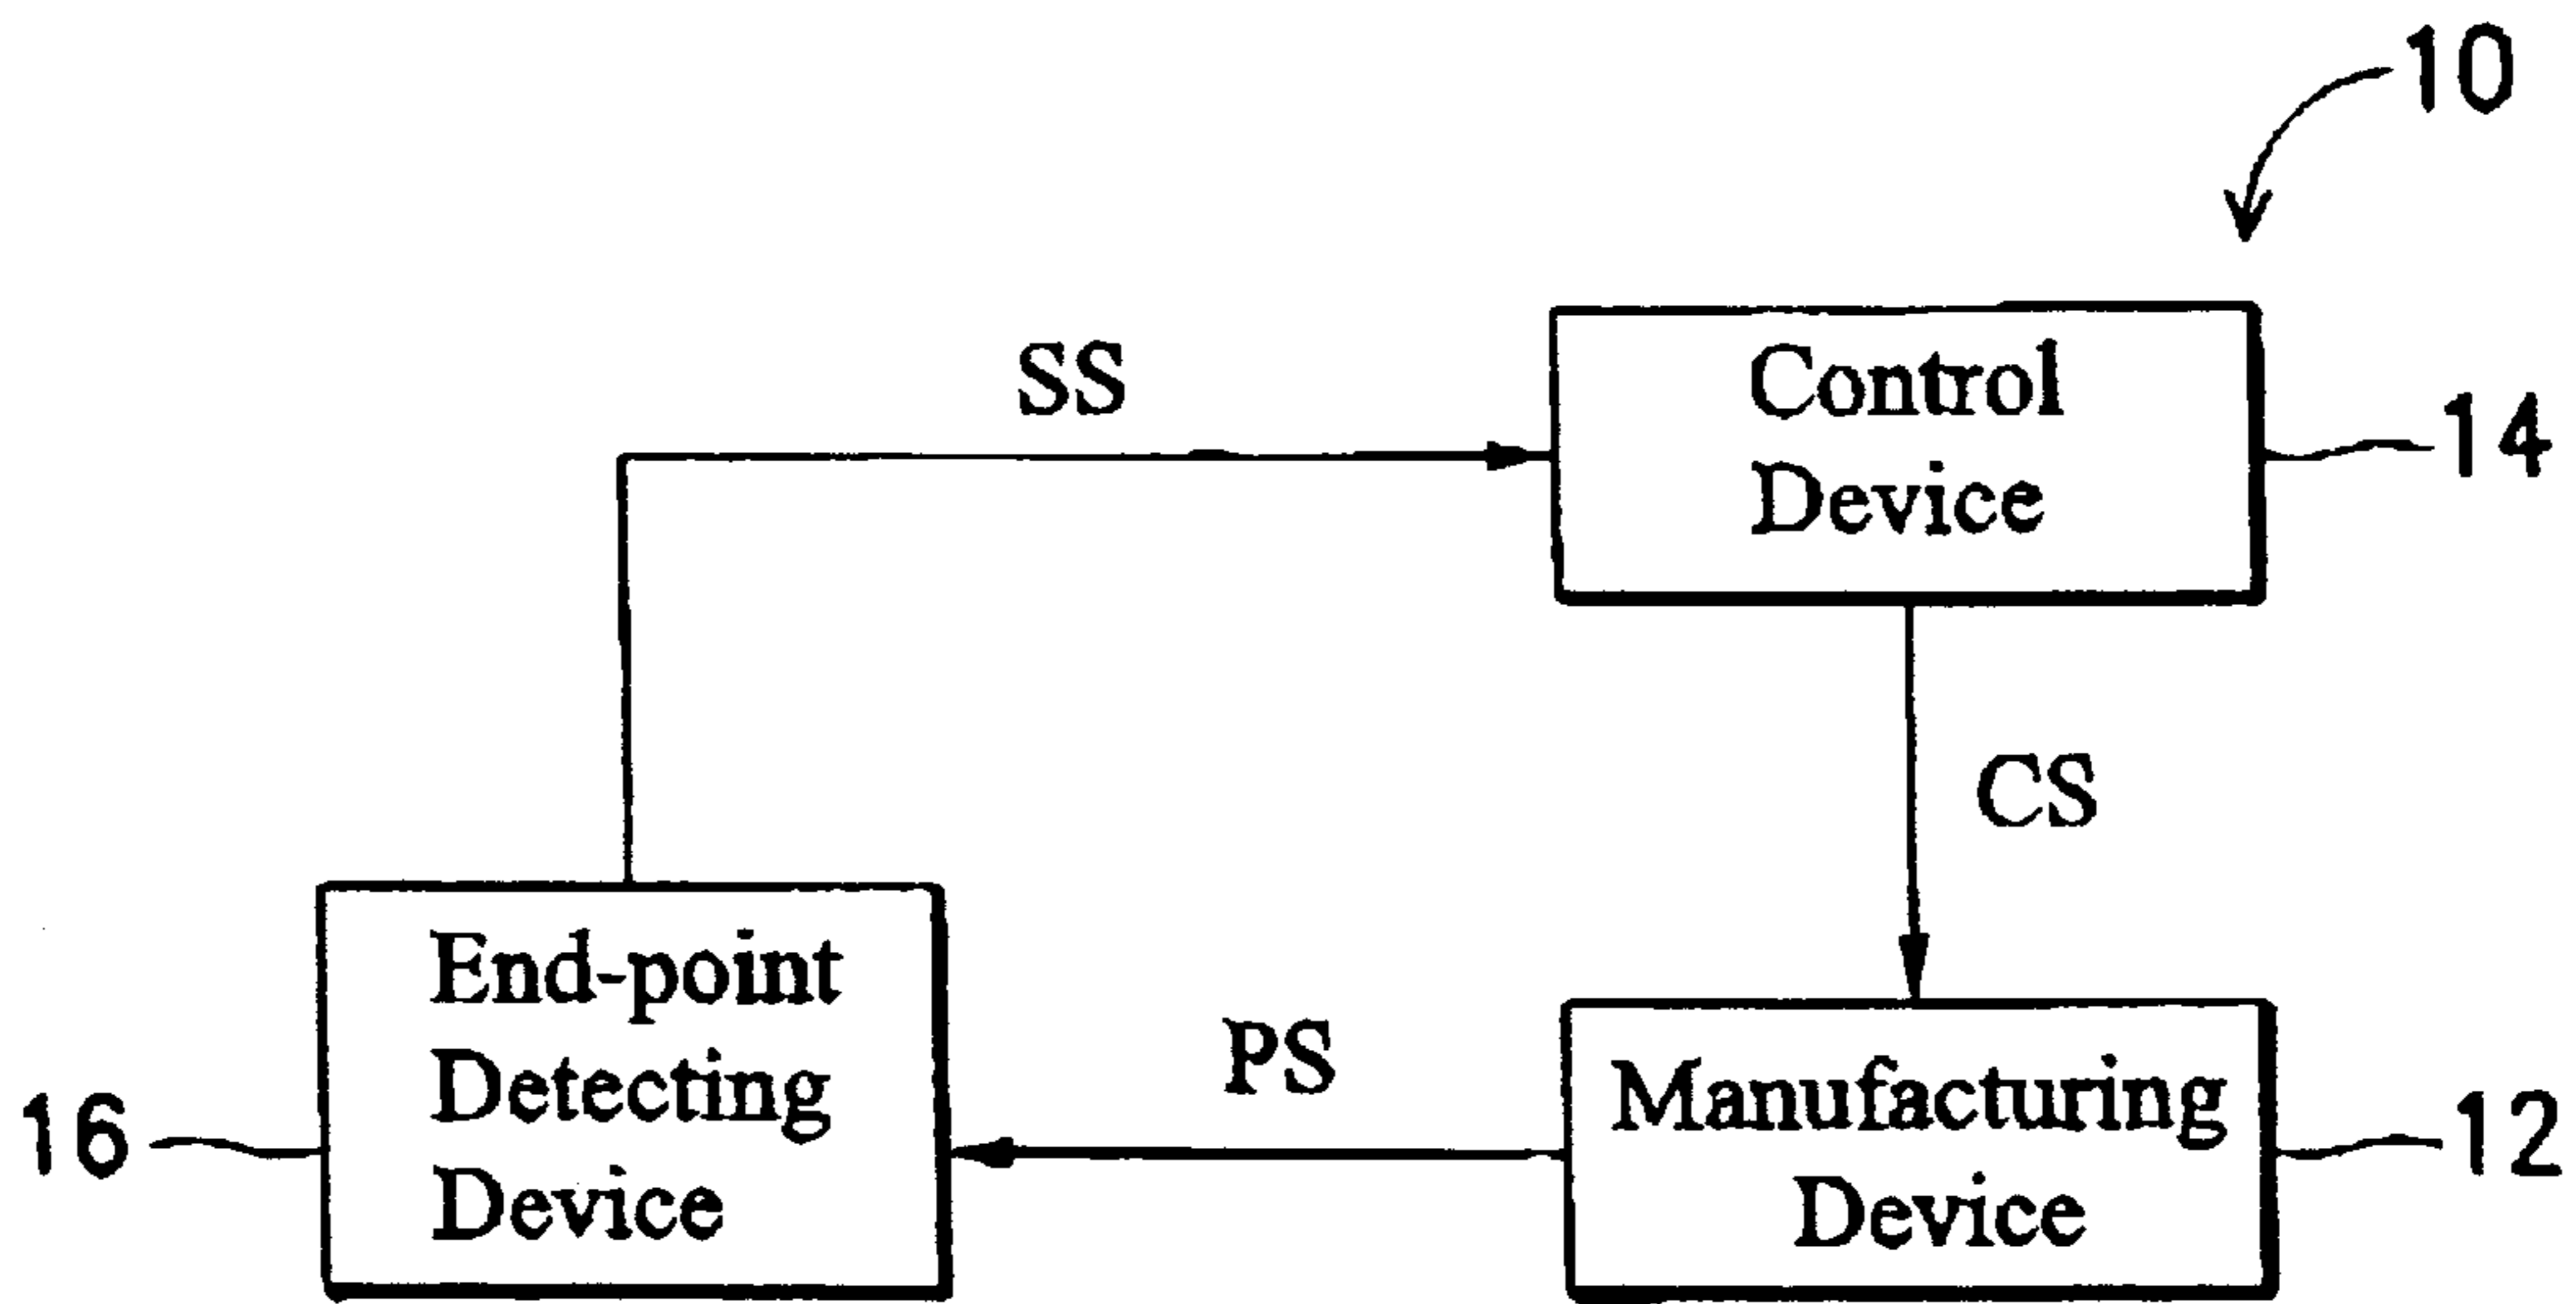 10
SS
Control
Device
14
CS
End-point
Detecting
Device
16
PS
Manufacturing
Device
12